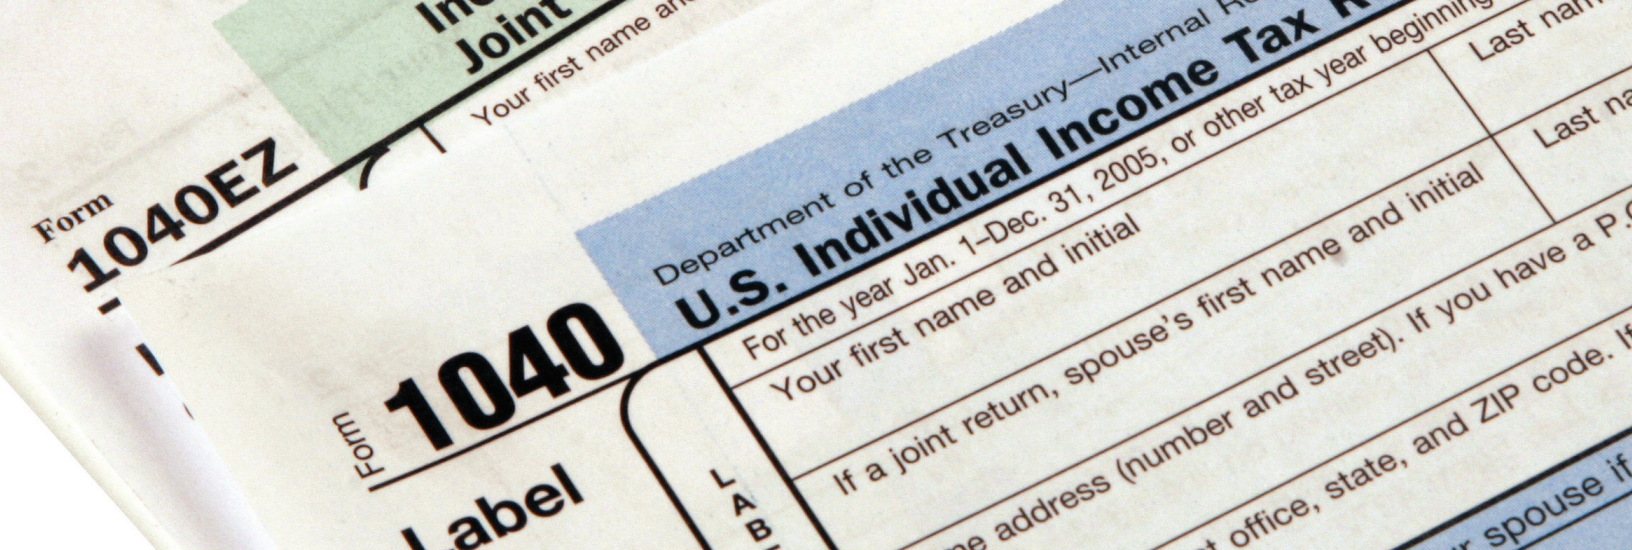 Joint
Your first name an
Form
1040EZ
Department of the Treasury—Internal Re
U.S. Individual Income Tax R
For the year Jan. 1–Dec. 31, 2005, or other tax year beginning
Last nam
Your first name and initial
Last na
If a joint return, spouse's first name and initial
me address (number and street). If you have a P.O
t office, state, and ZIP code. If
r spouse if
Form
1040
Label
L
A
B